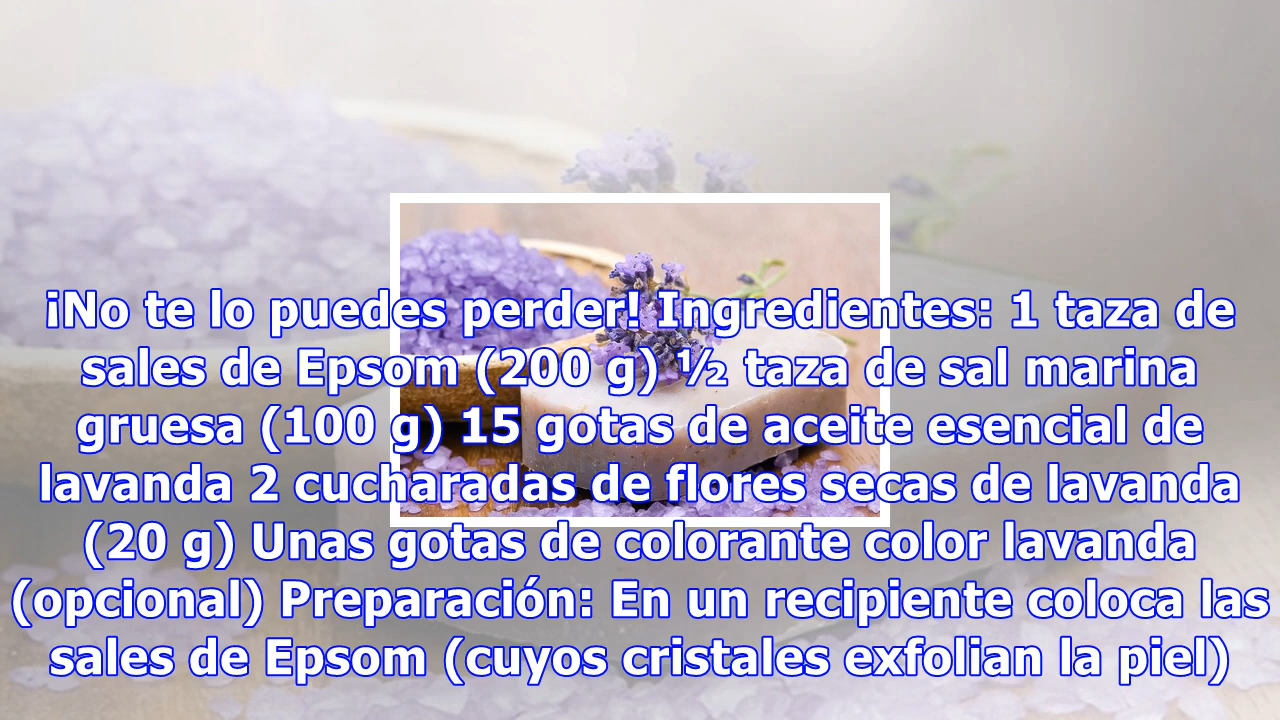 ¡No te lo puedes perder! Ingredientes: 1 taza de
sales de Epsom (200 g) ½ taza de sal marina
gruesa (100 g) 15 gotas de aceite esencial de
lavanda 2 cucharadas de flores secas de lavanda
(20 g) Unas gotas de colorante color lavanda
(opcional) Preparación: En un recipiente coloca las
sales de Epsom (cuyos cristales exfolian la piel)